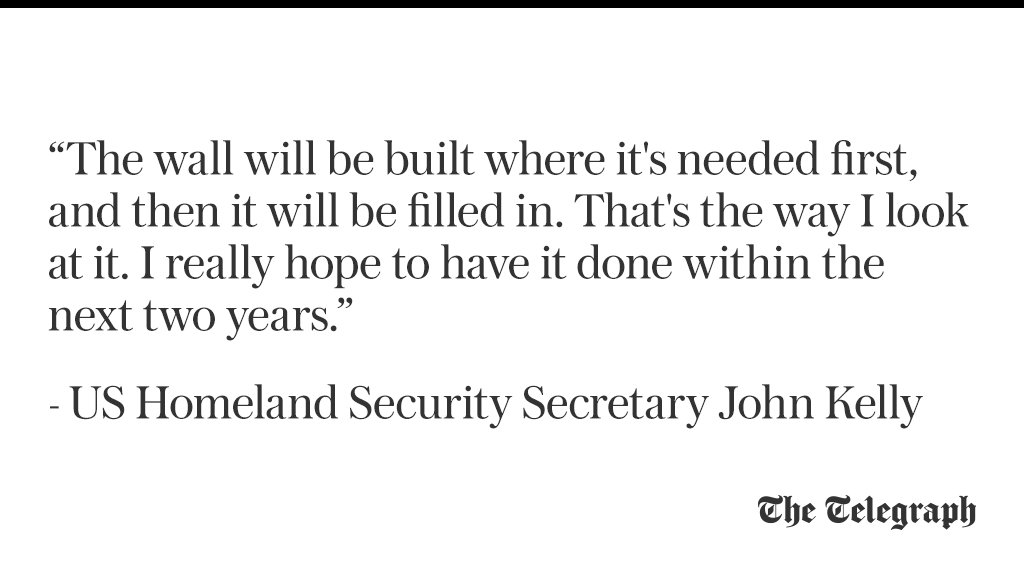 “The wall will be built where it's needed first,
and then it will be filled in. That's the way I look
at it. I really hope to have it done within the
next two years.”
- US Homeland Security Secretary John Kelly
The Telegraph